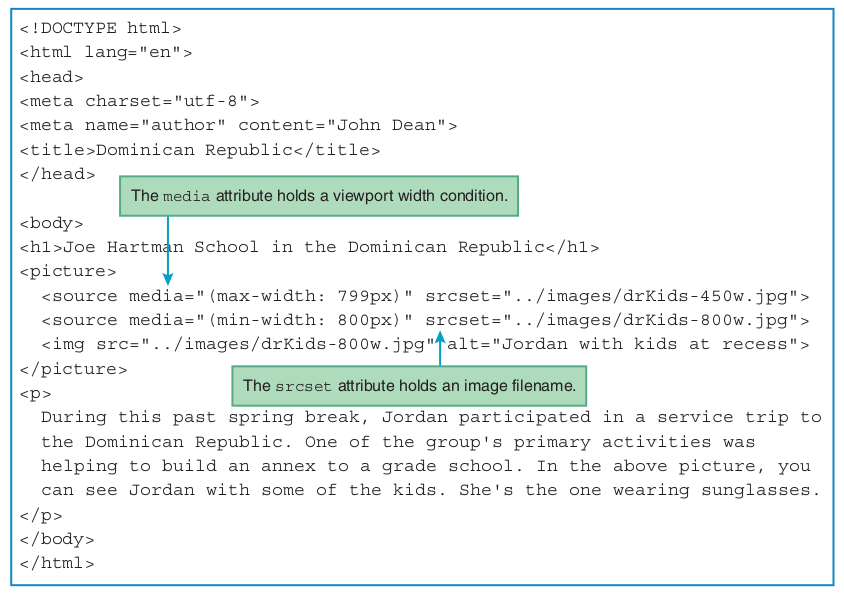 <!DOCTYPE html>
<html lang="en">
<head>
<meta charset="utf-8">
<meta name="author" content="John Dean">
<title>Dominican Republic</title>
</head>
The media attribute holds a viewport width condition.
<body>
<h1>Joe Hartman School in the Dominican Republic</h1>
<picture>
<source media="(max-width: 799px)" srcset="../images/drKids-450w.jpg">
<source media="(min-width: 800px)" srcset="../images/drKids-800w.jpg">
<img src="../images/drKids-800w.jpg" alt="Jordan with kids at recess">
</picture>
The srcset attribute holds an image filename.
<p>
During this past spring break, Jordan participated in a service trip to
the Dominican Republic. One of the group's primary activities was
helping to build an annex to a grade school. In the above picture, you
can see Jordan with some of the kids. She's the one wearing sunglasses.
</p>
</body>
</html>